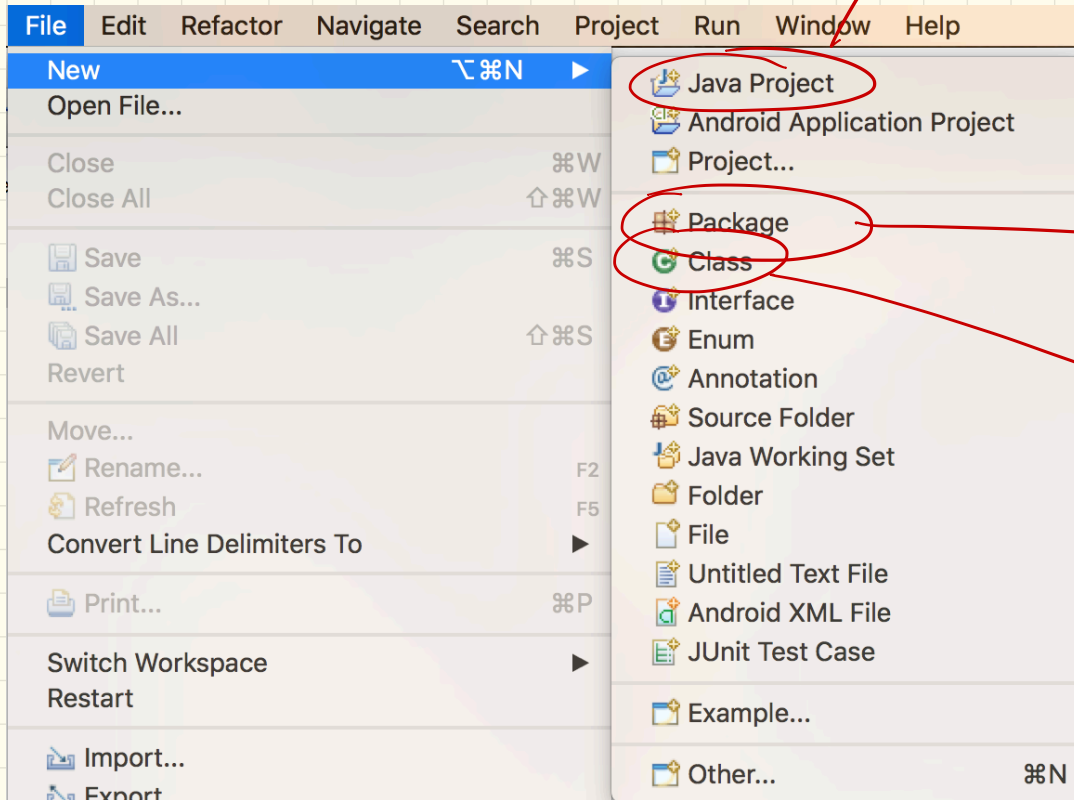 File Edit Refactor Navigate Search Project Run Window Help
New ⌥⌘N ▶
Open File...
Close ⌘W
Close All ⇧⌘W
Save ⌘S
Save As...
Save All ⇧⌘S
Revert
Move...
Rename... F2
Refresh F5
Convert Line Delimiters To ▶
Print... ⌘P
Switch Workspace ▶
Restart
Import...
Export
Java Project
Android Application Project
Project...
Package
Class
Interface
Enum
Annotation
Source Folder
Java Working Set
Folder
File
Untitled Text File
Android XML File
JUnit Test Case
Example...
Other... ⌘N